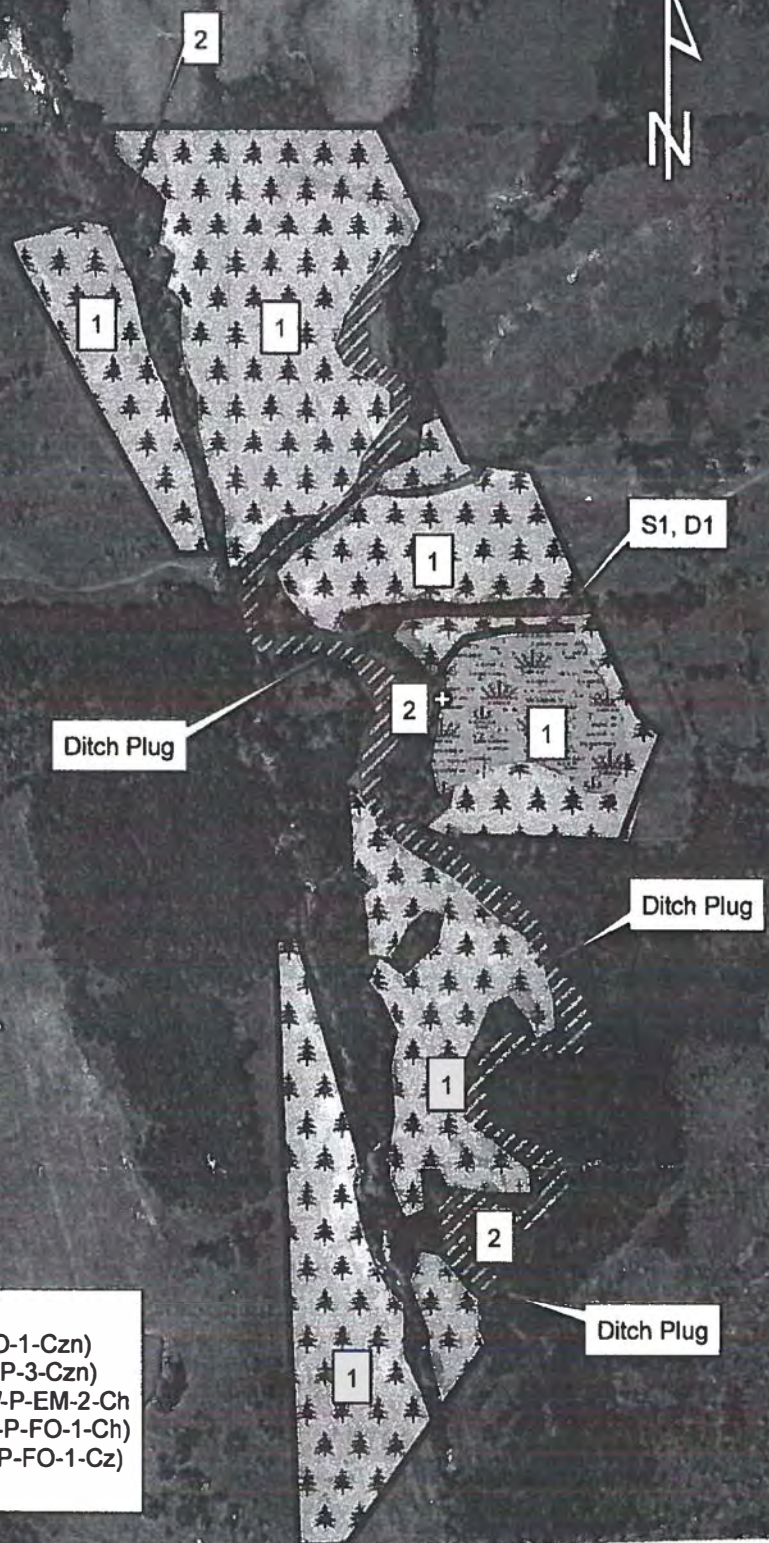 2
N
1
1
S1, D1
1
Ditch Plug
2
1
Ditch Plug
1
2
Ditch Plug
1
O-1-Czn)
P-3-Czn)
-P-EM-2-Ch
-P-FO-1-Ch)
P-FO-1-Cz)